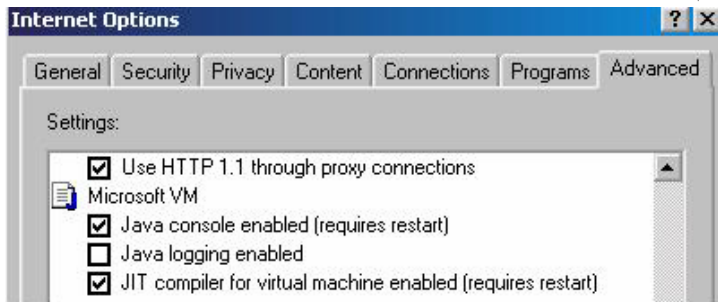 Internet Options
General Security Privacy Content Connections Programs Advanced
Settings:
Use HTTP 1.1 through proxy connections
Microsoft VM
Java console enabled (requires restart)
Java logging enabled
JIT compiler for virtual machine enabled (requires restart)